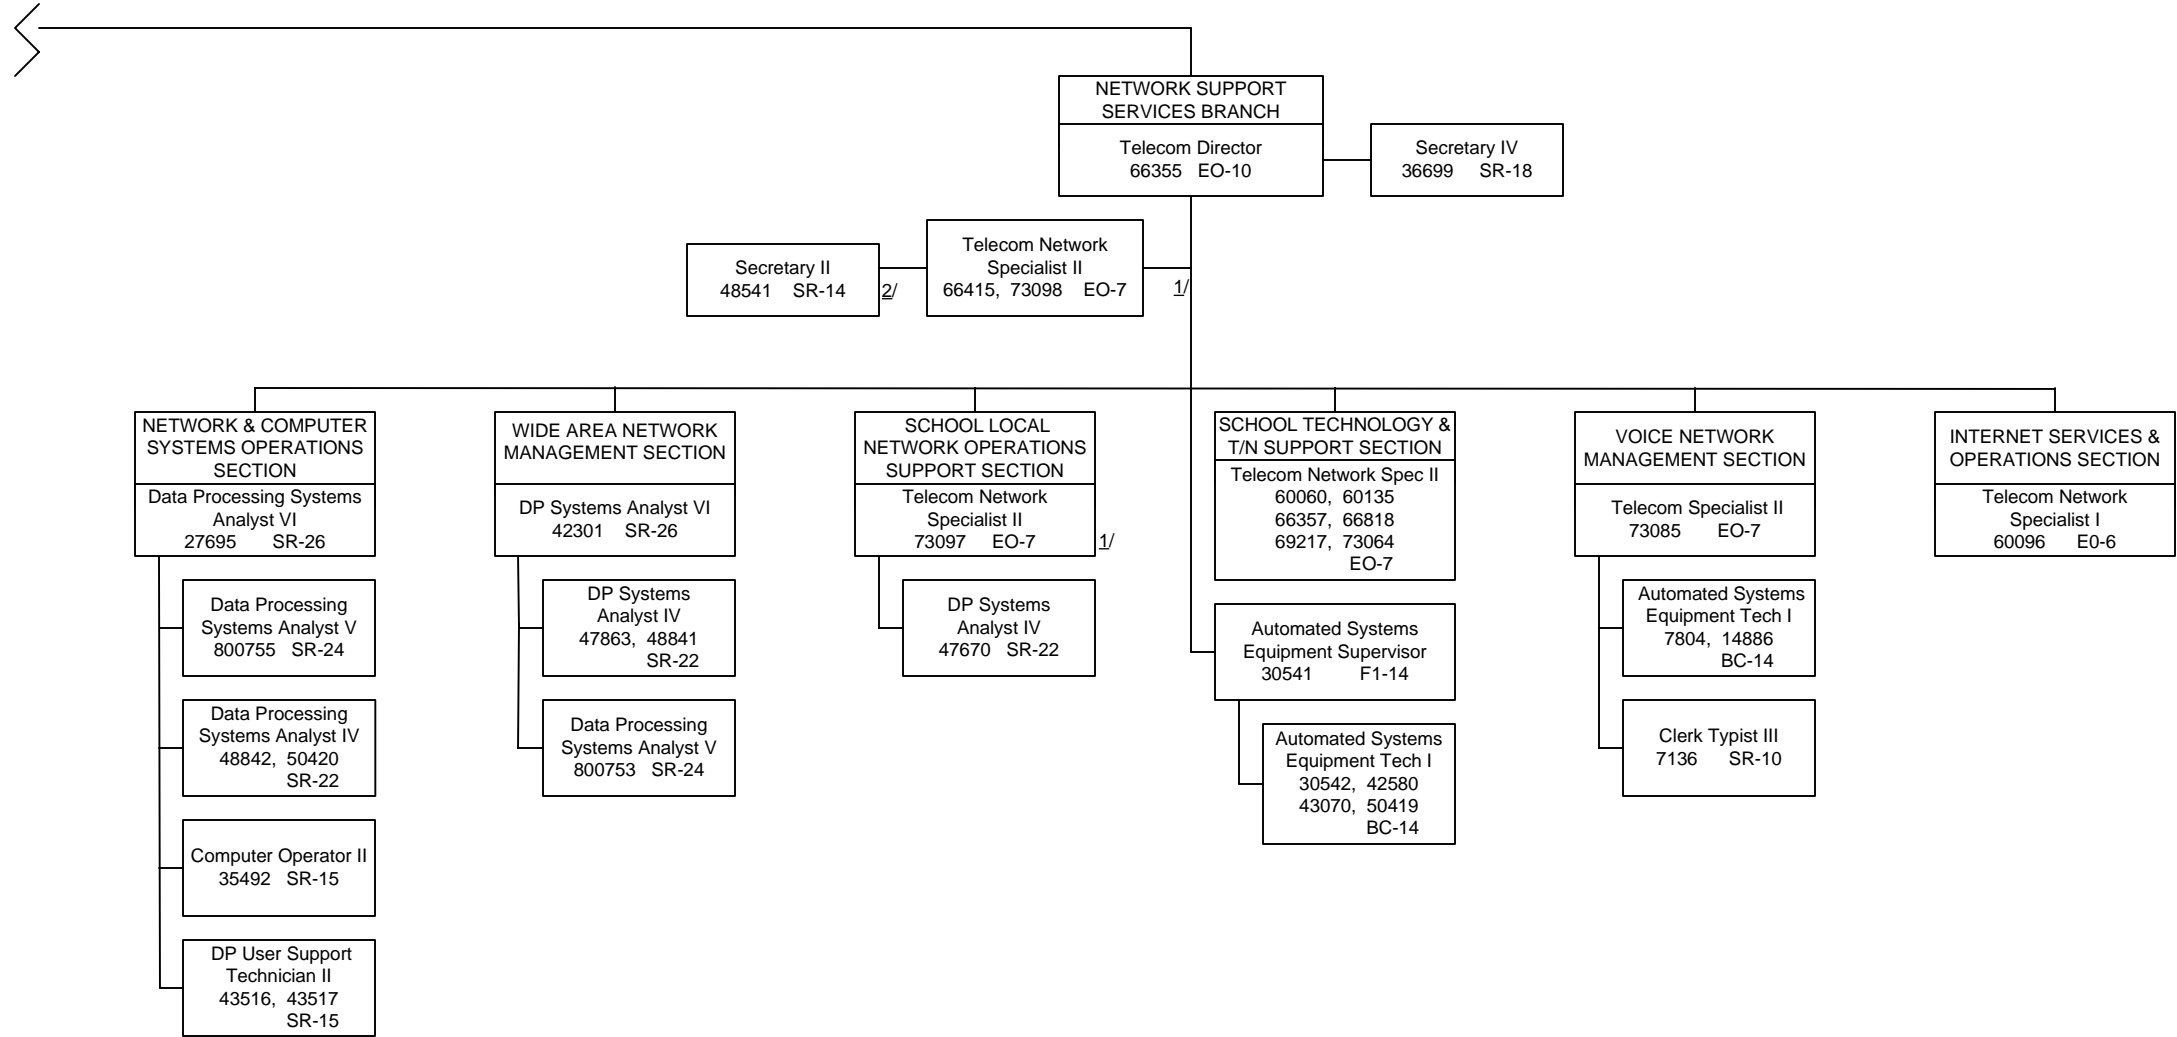 NETWORK SUPPORT
SERVICES BRANCH
Telecom Director
66355 EO-10
Secretary IV
36699 SR-18
Secretary II
48541 SR-14
2/
Telecom Network
Specialist II
66415, 73098 EO-7
1/
NETWORK & COMPUTER
SYSTEMS OPERATIONS
SECTION
Data Processing Systems
Analyst VI
27695 SR-26
Data Processing
Systems Analyst V
800755 SR-24
Data Processing
Systems Analyst IV
48842, 50420
SR-22
Computer Operator II
35492 SR-15
DP User Support
Technician II
43516, 43517
SR-15
WIDE AREA NETWORK
MANAGEMENT SECTION
DP Systems Analyst VI
42301 SR-26
DP Systems
Analyst IV
47863, 48841
SR-22
Data Processing
Systems Analyst V
800753 SR-24
SCHOOL LOCAL
NETWORK OPERATIONS
SUPPORT SECTION
Telecom Network
Specialist II
73097 EO-7
1/
DP Systems
Analyst IV
47670 SR-22
SCHOOL TECHNOLOGY &
T/N SUPPORT SECTION
Telecom Network Spec II
60060, 60135
66357, 66818
69217, 73064
EO-7
Automated Systems
Equipment Supervisor
30541 F1-14
Automated Systems
Equipment Tech I
30542, 42580
43070, 50419
BC-14
VOICE NETWORK
MANAGEMENT SECTION
Telecom Specialist II
73085 EO-7
Automated Systems
Equipment Tech I
7804, 14886
BC-14
Clerk Typist III
7136 SR-10
INTERNET SERVICES &
OPERATIONS SECTION
Telecom Network
Specialist I
60096 E0-6